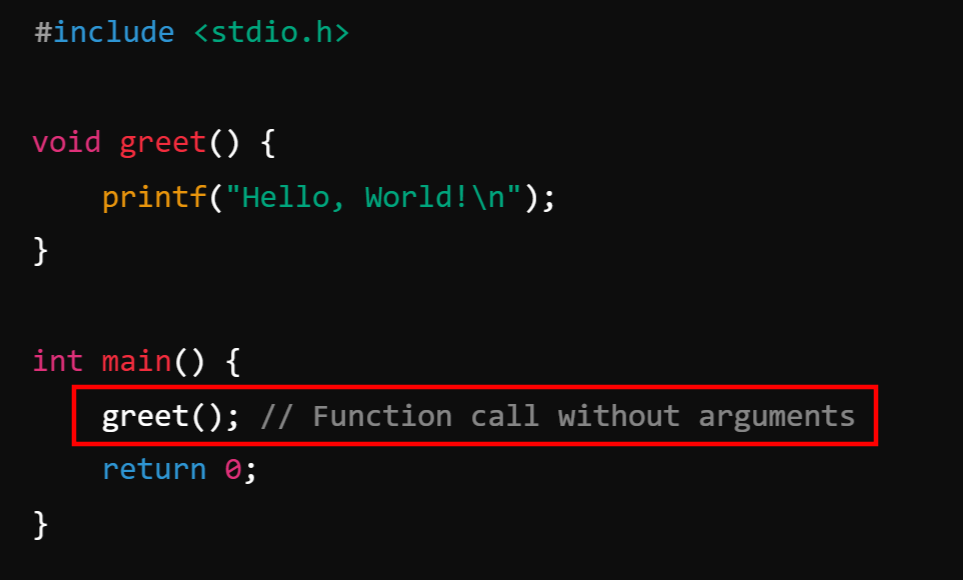 #include <stdio.h>
void greet() {
    printf("Hello, World!\n");
}
int main() {
    greet(); // Function call without arguments
    return 0;
}